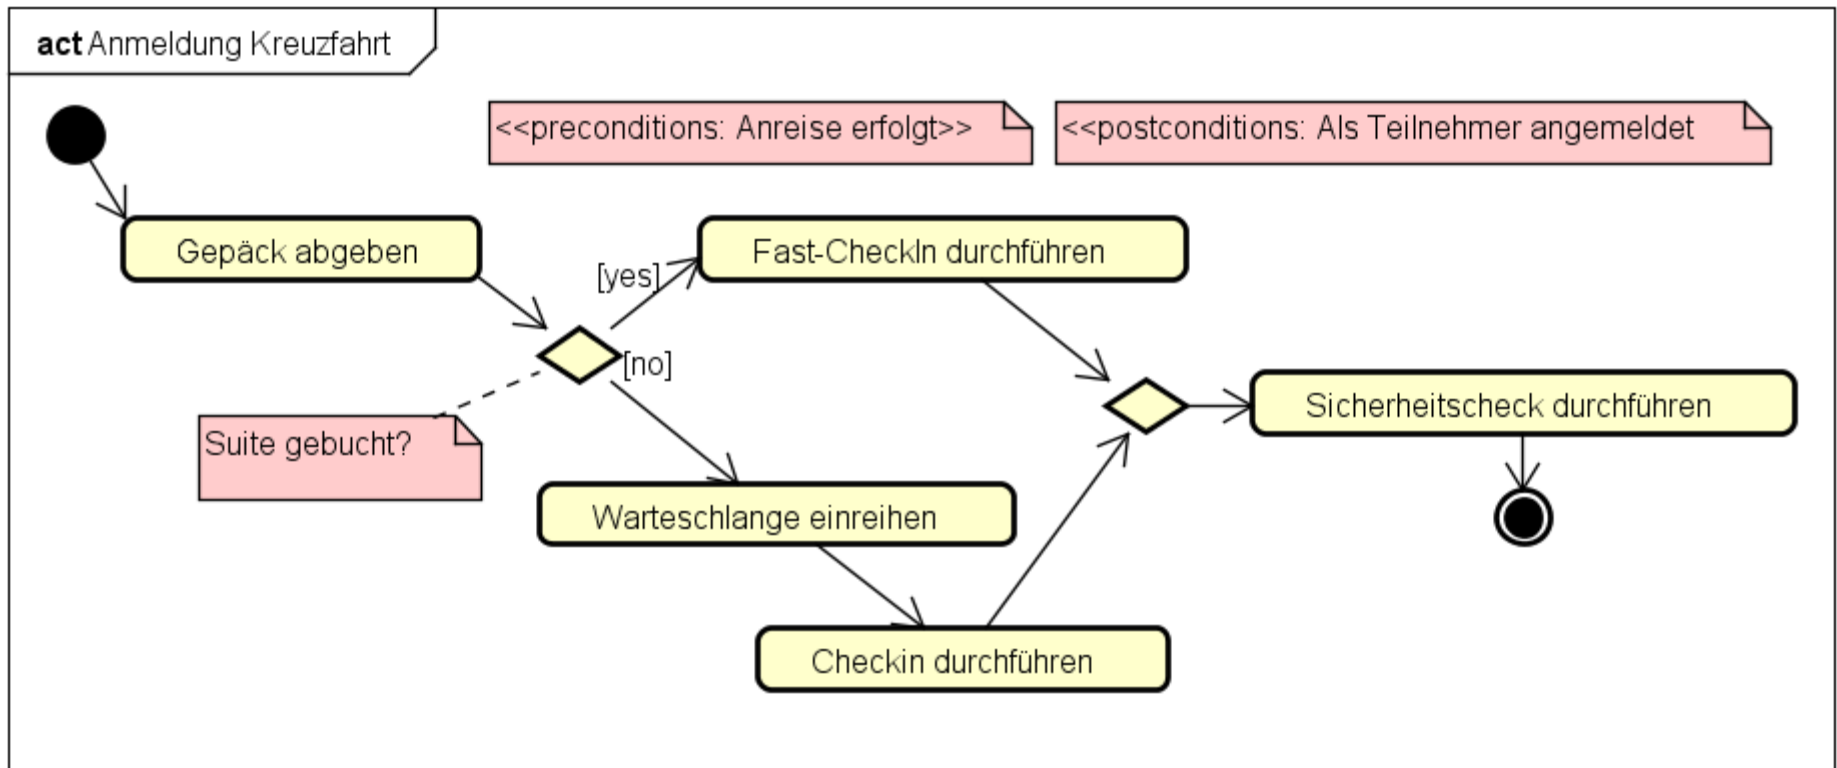 act Anmeldung Kreuzfahrt
<<preconditions: Anreise erfolgt>>
<<postconditions: Als Teilnehmer angemeldet
Gepäck abgeben
[yes]
Fast-CheckIn durchführen
[no]
Suite gebucht?
Sicherheitscheck durchführen
Warteschlange einreihen
Checkin durchführen